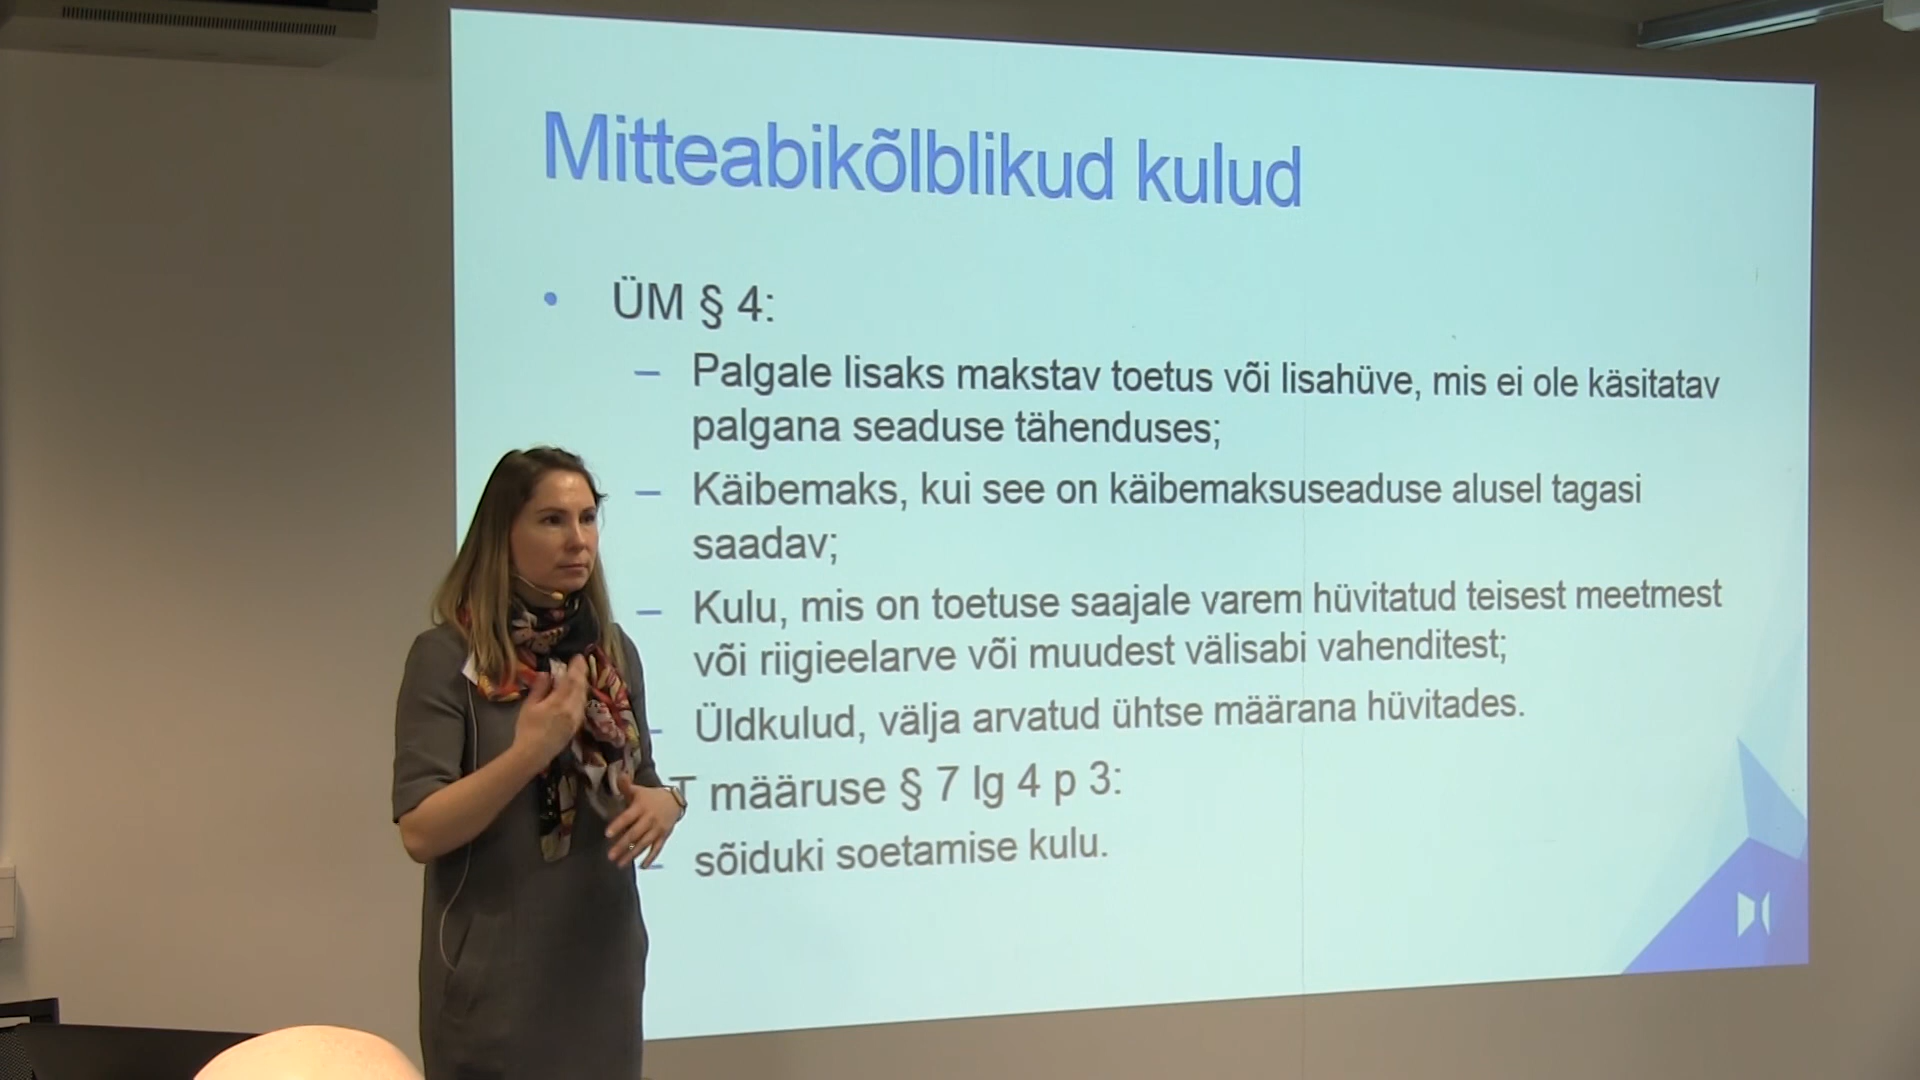 Mitteabikõlblikud kulud
• ÜM § 4:
– Palgale lisaks makstav toetus või lisahüve, mis ei ole käsitatav
palgana seaduse tähenduses;
– Käibemaks, kui see on käibemaksuseaduse alusel tagasi
saadav;
– Kulu, mis on toetuse saajale varem hüvitatud teisest meetmest
või riigieelarve või muudest välisabi vahenditest;
– Üldkulud, välja arvatud ühtse määrana hüvitades.
määruse § 7 lg 4 p 3:
– sõiduki soetamise kulu.